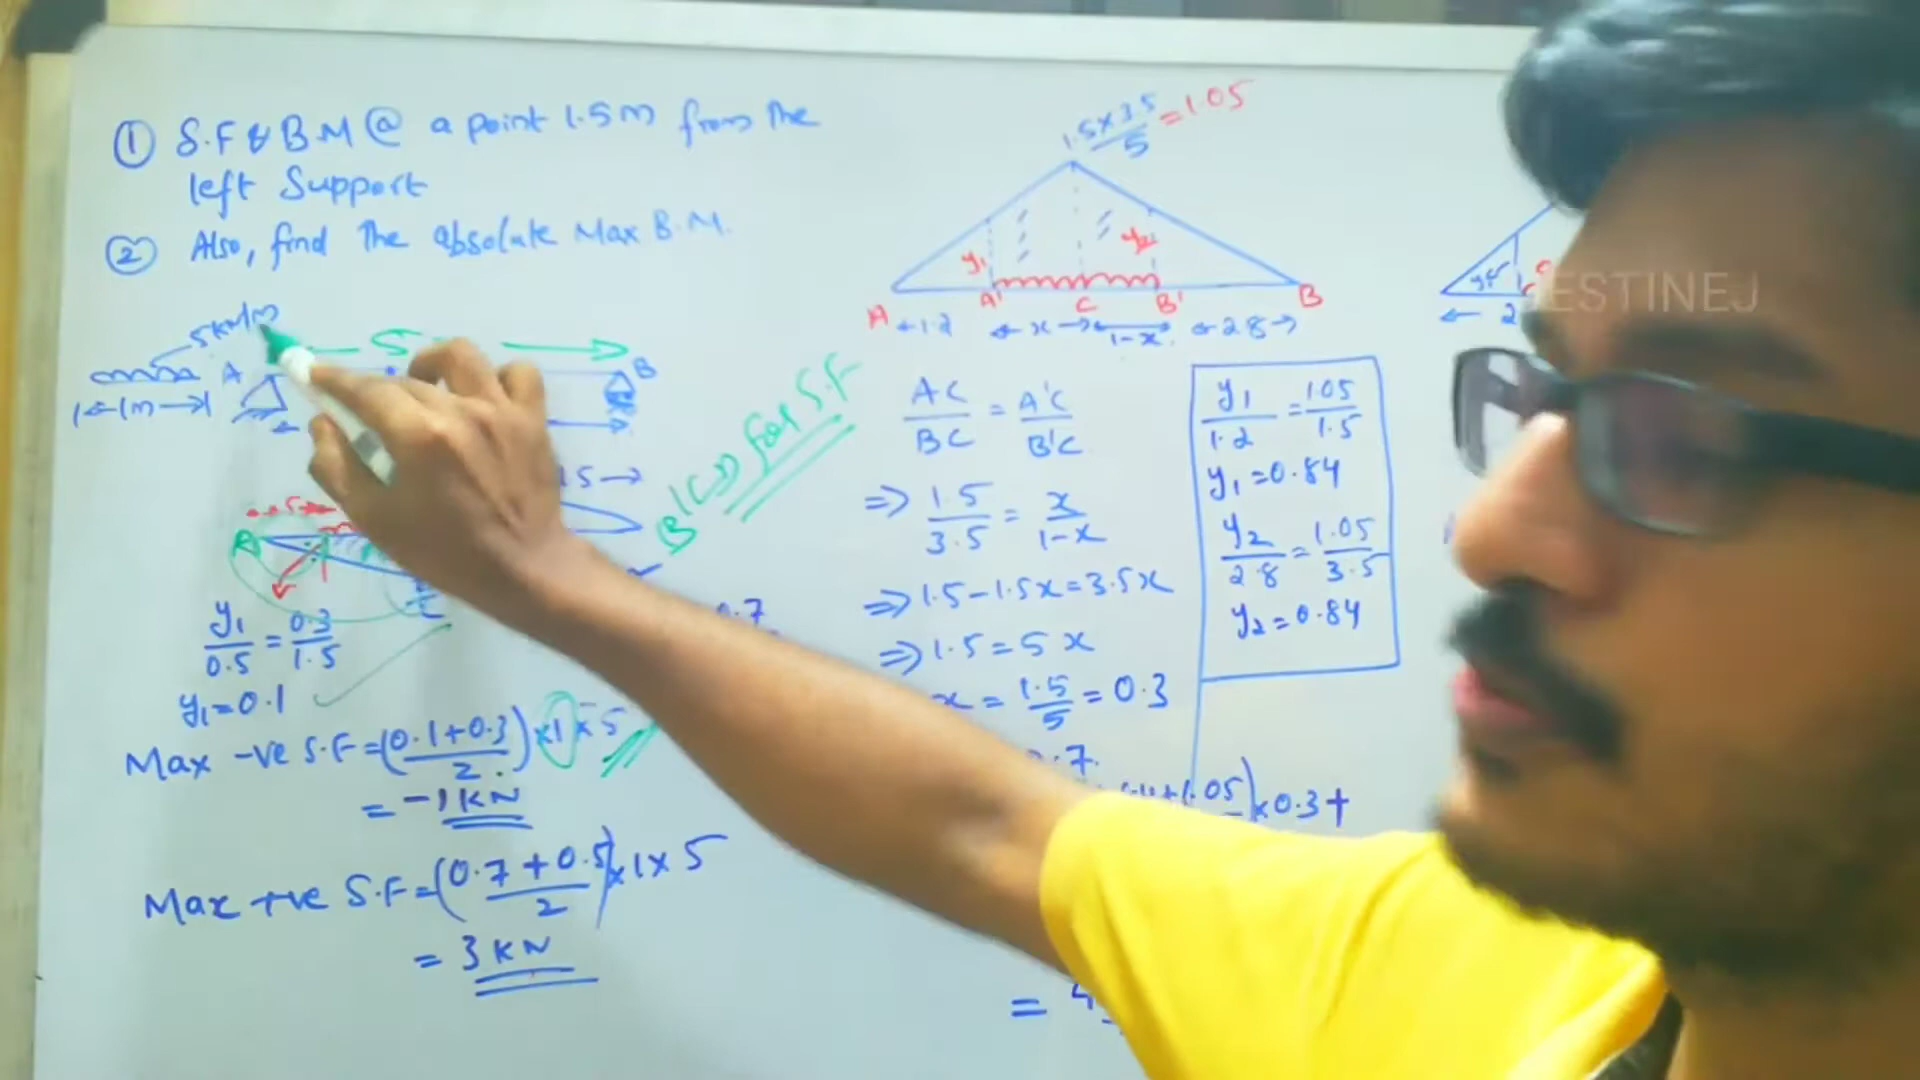 ① S.F & B.M @ a point 1.5m from the
left Support
② Also, find the absolute Max B.M.
5kN/m
A 5 B
1m
1.5
A
B
ILD for S.F
y₁/0.5 = 0.3/1.5
y₁=0.1
Max -ve S.F = (0.1+0.3/2) ×1×5
= -1 KN
Max +ve S.F = (0.7+0.5/2) ×1×5
= 3 KN
1.5×3.5/5 = 1.05
y₁ y₂
A A' C B' B
1.2 x 1-x 2.8
AC/BC = A'C/B'C
=> 1.5/3.5 = x/1-x
=> 1.5-1.5x=3.5x
=> 1.5=5x
x = 1.5/5 = 0.3
1.05) ×0.3+
y₁/1.2 = 1.05/1.5
y₁=0.84
y₂/2.8 = 1.05/3.5
y₂=0.84
2
ESTINEJ